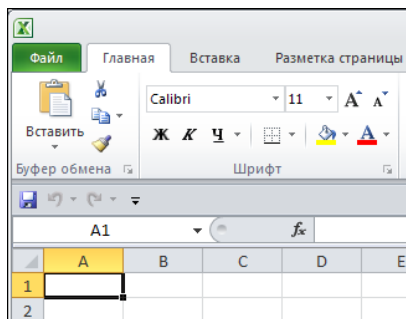 Файл Главная Вставка Разметка страницы
Calibri 11 A A
Вставить Ж К Ч A
Буфер обмена Шрифт
A1 fx
A B C D E
1
2